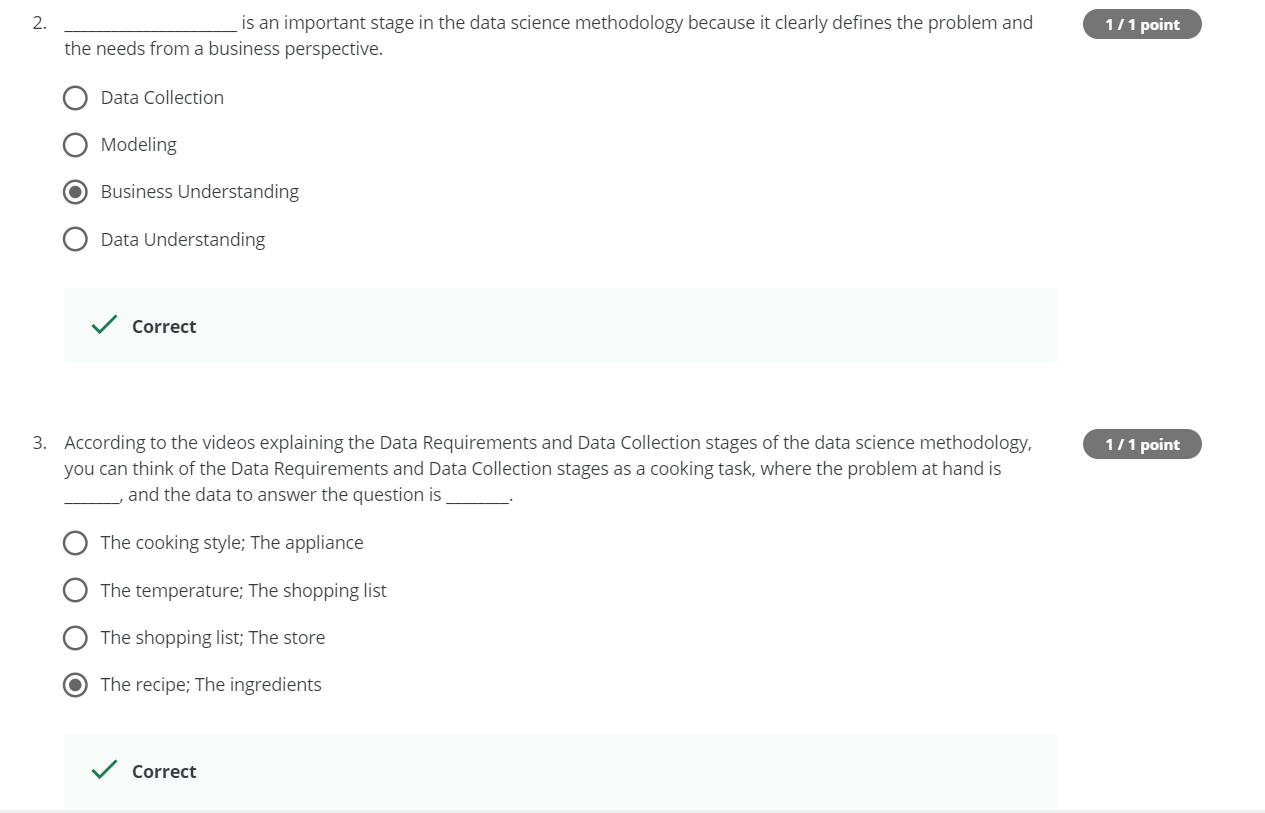 2. ______________________ is an important stage in the data science methodology because it clearly defines the problem and
1 / 1 point
the needs from a business perspective.
Data Collection
Modeling
Business Understanding
Data Understanding
Correct
3. According to the videos explaining the Data Requirements and Data Collection stages of the data science methodology,
1 / 1 point
you can think of the Data Requirements and Data Collection stages as a cooking task, where the problem at hand is
_______, and the data to answer the question is ________.
The cooking style; The appliance
The temperature; The shopping list
The shopping list; The store
The recipe; The ingredients
Correct